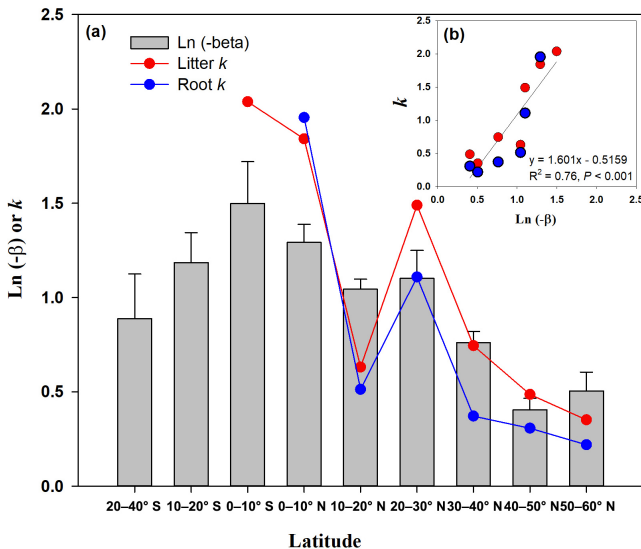 (a)
Ln (-beta)
Litter k
Root k
2.5
2.0
1.5
1.0
0.5
0.0
Ln (-β) or k
20–40° S 10–20° S 0–10° S 0–10° N 10–20° N 20–30° N 30–40° N 40–50° N 50–60° N
Latitude
(b)
2.5
2.0
1.5
1.0
0.5
0.0
k
y = 1.601x - 0.5159
R² = 0.76, P < 0.001
0.0 0.5 1.0 1.5 2.0 2.5
Ln (-β)